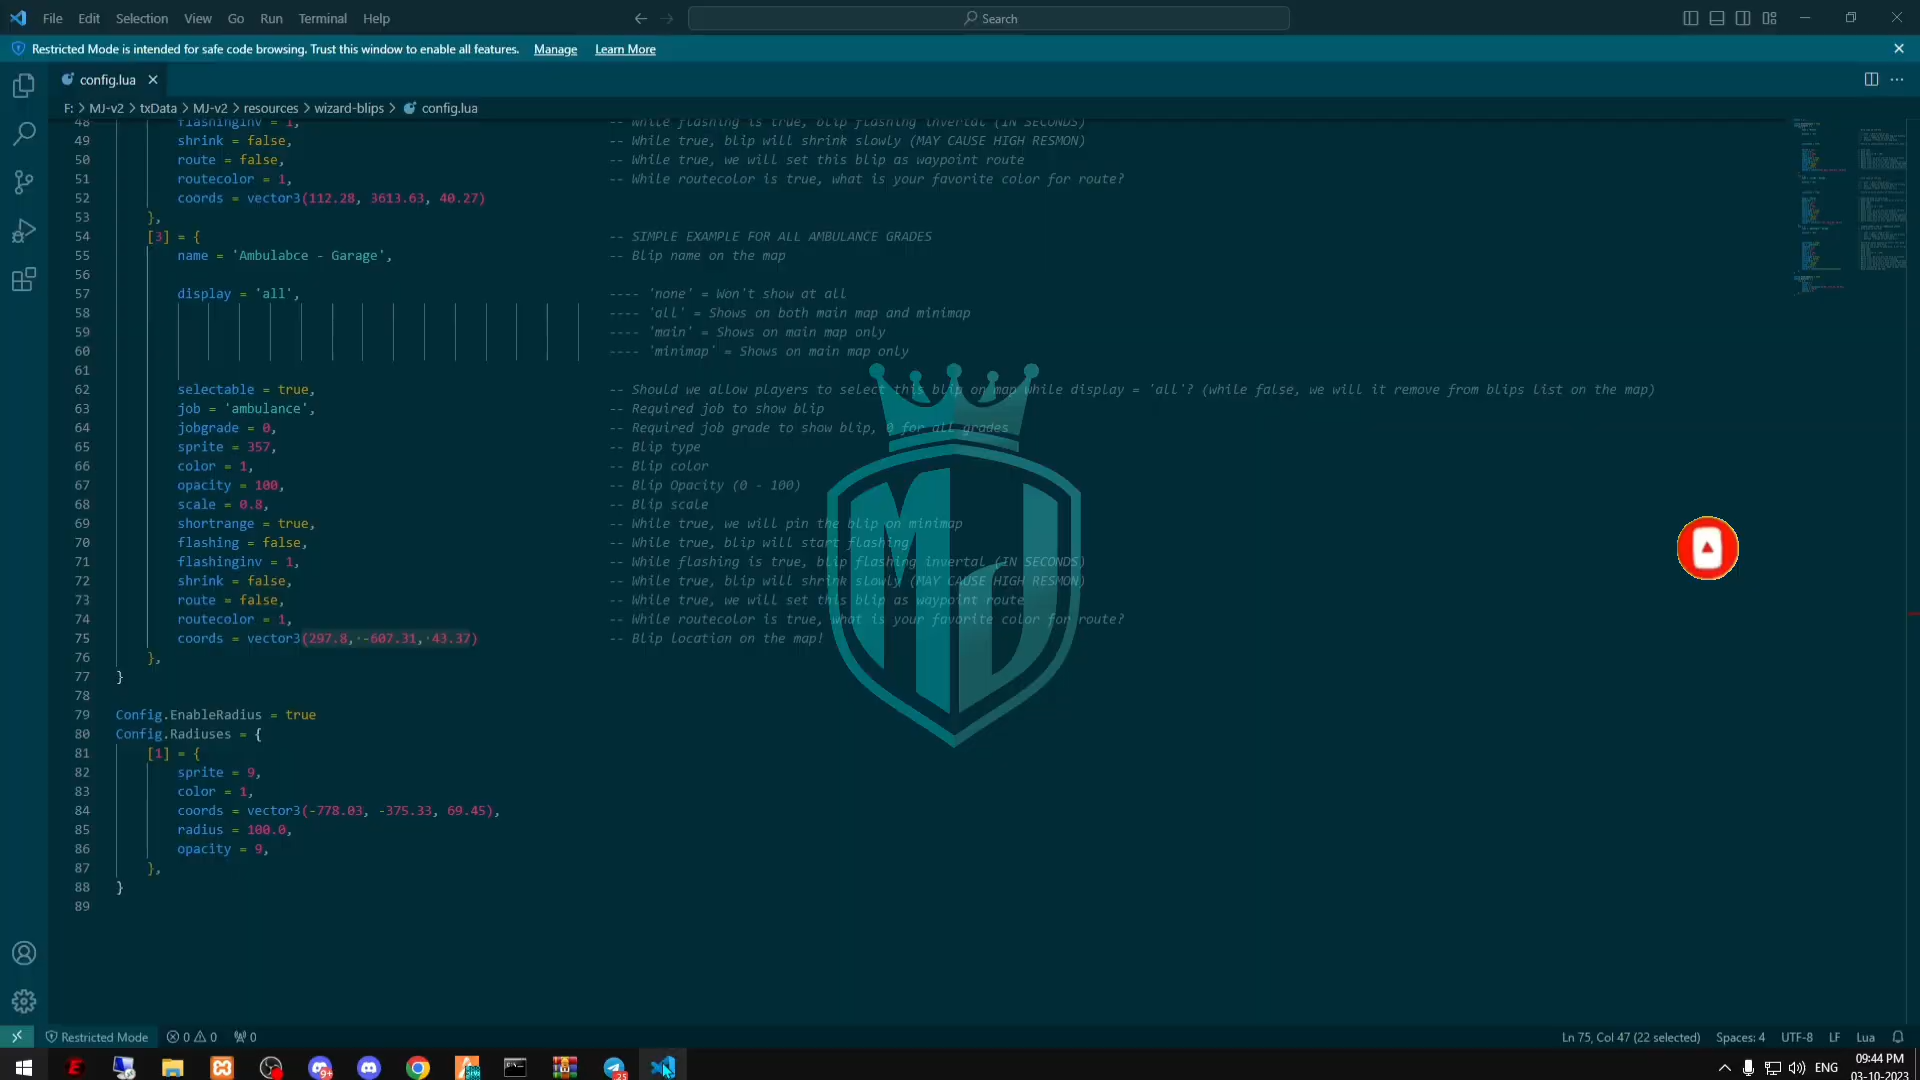 File Edit Selection View Go Run Terminal Help
Search
Restricted Mode is intended for safe code browsing. Trust this window to enable all features. Manage Learn More
config.lua
F: > MJ-v2 > txData > MJ-v2 > resources > wizard-blips > config.lua
48 flashinginv = 1, -- While flashing is true, blip flashing invertal (IN SECONDS)
49 shrink = false, -- While true, blip will shrink slowly (MAY CAUSE HIGH RESMON)
50 route = false, -- While true, we will set this blip as waypoint route
51 routecolor = 1, -- While routecolor is true, what is your favorite color for route?
52 coords = vector3(112.28, 3613.63, 40.27)
53 },
54 [3] = { -- SIMPLE EXAMPLE FOR ALL AMBULANCE GRADES
55 name = 'Ambulabce - Garage', -- Blip name on the map
56
57 display = 'all', ---- 'none' = Won't show at all
58 ---- 'all' = Shows on both main map and minimap
59 ---- 'main' = Shows on main map only
60 ---- 'minimap' = Shows on main map only
61
62 selectable = true, -- Should we allow players to select this blip on map while display = 'all'? (while false, we will it remove from blips list on the map)
63 job = 'ambulance', -- Required job to show blip
64 jobgrade = 0, -- Required job grade to show blip, 0 for all grades
65 sprite = 357, -- Blip type
66 color = 1, -- Blip color
67 opacity = 100, -- Blip Opacity (0 - 100)
68 scale = 0.8, -- Blip scale
69 shortrange = true, -- While true, we will pin the blip on minimap
70 flashing = false, -- While true, blip will start flashing
71 flashinginv = 1, -- While flashing is true, blip flashing invertal (IN SECONDS)
72 shrink = false, -- While true, blip will shrink slowly (MAY CAUSE HIGH RESMON)
73 route = false, -- While true, we will set this blip as waypoint route
74 routecolor = 1, -- While routecolor is true, what is your favorite color for route?
75 coords = vector3(297.8, -607.31, 43.37) -- Blip location on the map!
76 },
77 }
78
79 Config.EnableRadius = true
80 Config.Radiuses = {
81 [1] = {
82 sprite = 9,
83 color = 1,
84 coords = vector3(-778.03, -375.33, 69.45),
85 radius = 100.0,
86 opacity = 9,
87 },
88 }
89
MJ
Restricted Mode 0 0 0 Ln 75, Col 47 (22 selected) Spaces: 4 UTF-8 LF Lua
9+ 25 ENG 09:44 PM
03-10-2023